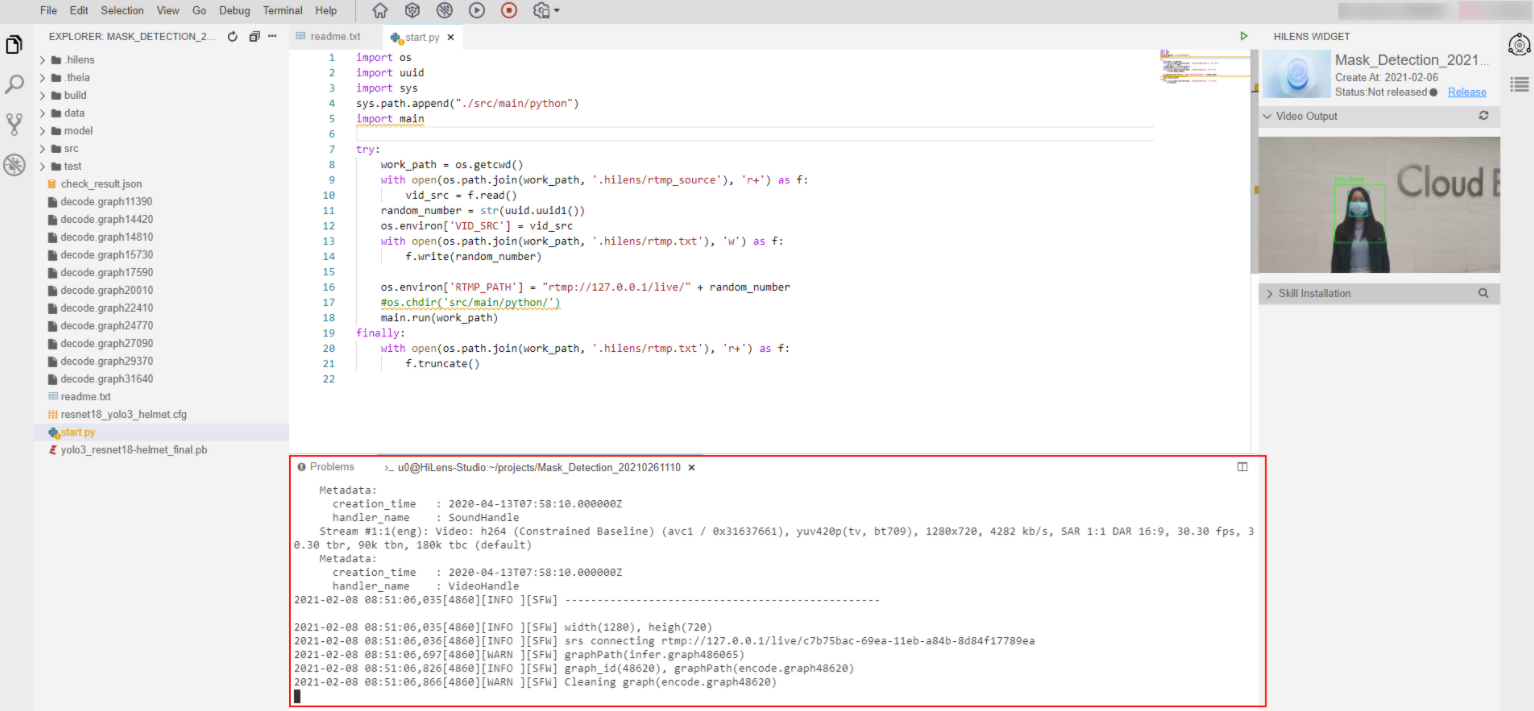 File Edit Selection View Go Debug Terminal Help
EXPLORER: MASK_DETECTION_2...
.hilens
.theia
build
data
model
src
test
check_result.json
decode.graph11390
decode.graph14420
decode.graph14810
decode.graph15730
decode.graph17590
decode.graph20010
decode.graph22410
decode.graph24770
decode.graph27090
decode.graph29370
decode.graph31640
readme.txt
resnet18_yolo3_helmet.cfg
start.py
yolo3_resnet18-helmet_final.pb
readme.txt start.py
1 import os
2 import uuid
3 import sys
4 sys.path.append("./src/main/python")
5 import main
6
7 try:
8 work_path = os.getcwd()
9 with open(os.path.join(work_path, '.hilens/rtmp_source'), 'r+') as f:
10 vid_src = f.read()
11 random_number = str(uuid.uuid1())
12 os.environ['VID_SRC'] = vid_src
13 with open(os.path.join(work_path, '.hilens/rtmp.txt'), 'w') as f:
14 f.write(random_number)
15
16 os.environ['RTMP_PATH'] = "rtmp://127.0.0.1/live/" + random_number
17 #os.chdir('src/main/python/')
18 main.run(work_path)
19 finally:
20 with open(os.path.join(work_path, '.hilens/rtmp.txt'), 'r+') as f:
21 f.truncate()
22
Problems >_ u0@HiLens-Studio:~/projects/Mask_Detection_20210261110
Metadata:
creation_time : 2020-04-13T07:58:10.000000Z
handler_name : SoundHandle
Stream #1:1(eng): Video: h264 (Constrained Baseline) (avc1 / 0x31637661), yuv420p(tv, bt709), 1280x720, 4282 kb/s, SAR 1:1 DAR 16:9, 30.30 fps, 3
0.30 tbr, 90k tbn, 180k tbc (default)
Metadata:
creation_time : 2020-04-13T07:58:10.000000Z
handler_name : VideoHandle
2021-02-08 08:51:06,035[4860][INFO ][SFW] -------------------------------------------------
2021-02-08 08:51:06,035[4860][INFO ][SFW] width(1280), heigh(720)
2021-02-08 08:51:06,036[4860][INFO ][SFW] srs connecting rtmp://127.0.0.1/live/c7b75bac-69ea-11eb-a84b-8d84f17789ea
2021-02-08 08:51:06,697[4860][WARN ][SFW] graphPath(infer.graph486065)
2021-02-08 08:51:06,826[4860][INFO ][SFW] graph_id(48620), graphPath(encode.graph48620)
2021-02-08 08:51:06,866[4860][WARN ][SFW] Cleaning graph(encode.graph48620)
HILENS WIDGET
Mask_Detection_2021...
Create At: 2021-02-06
Status:Not released Release
Video Output
Cloud
Skill Installation